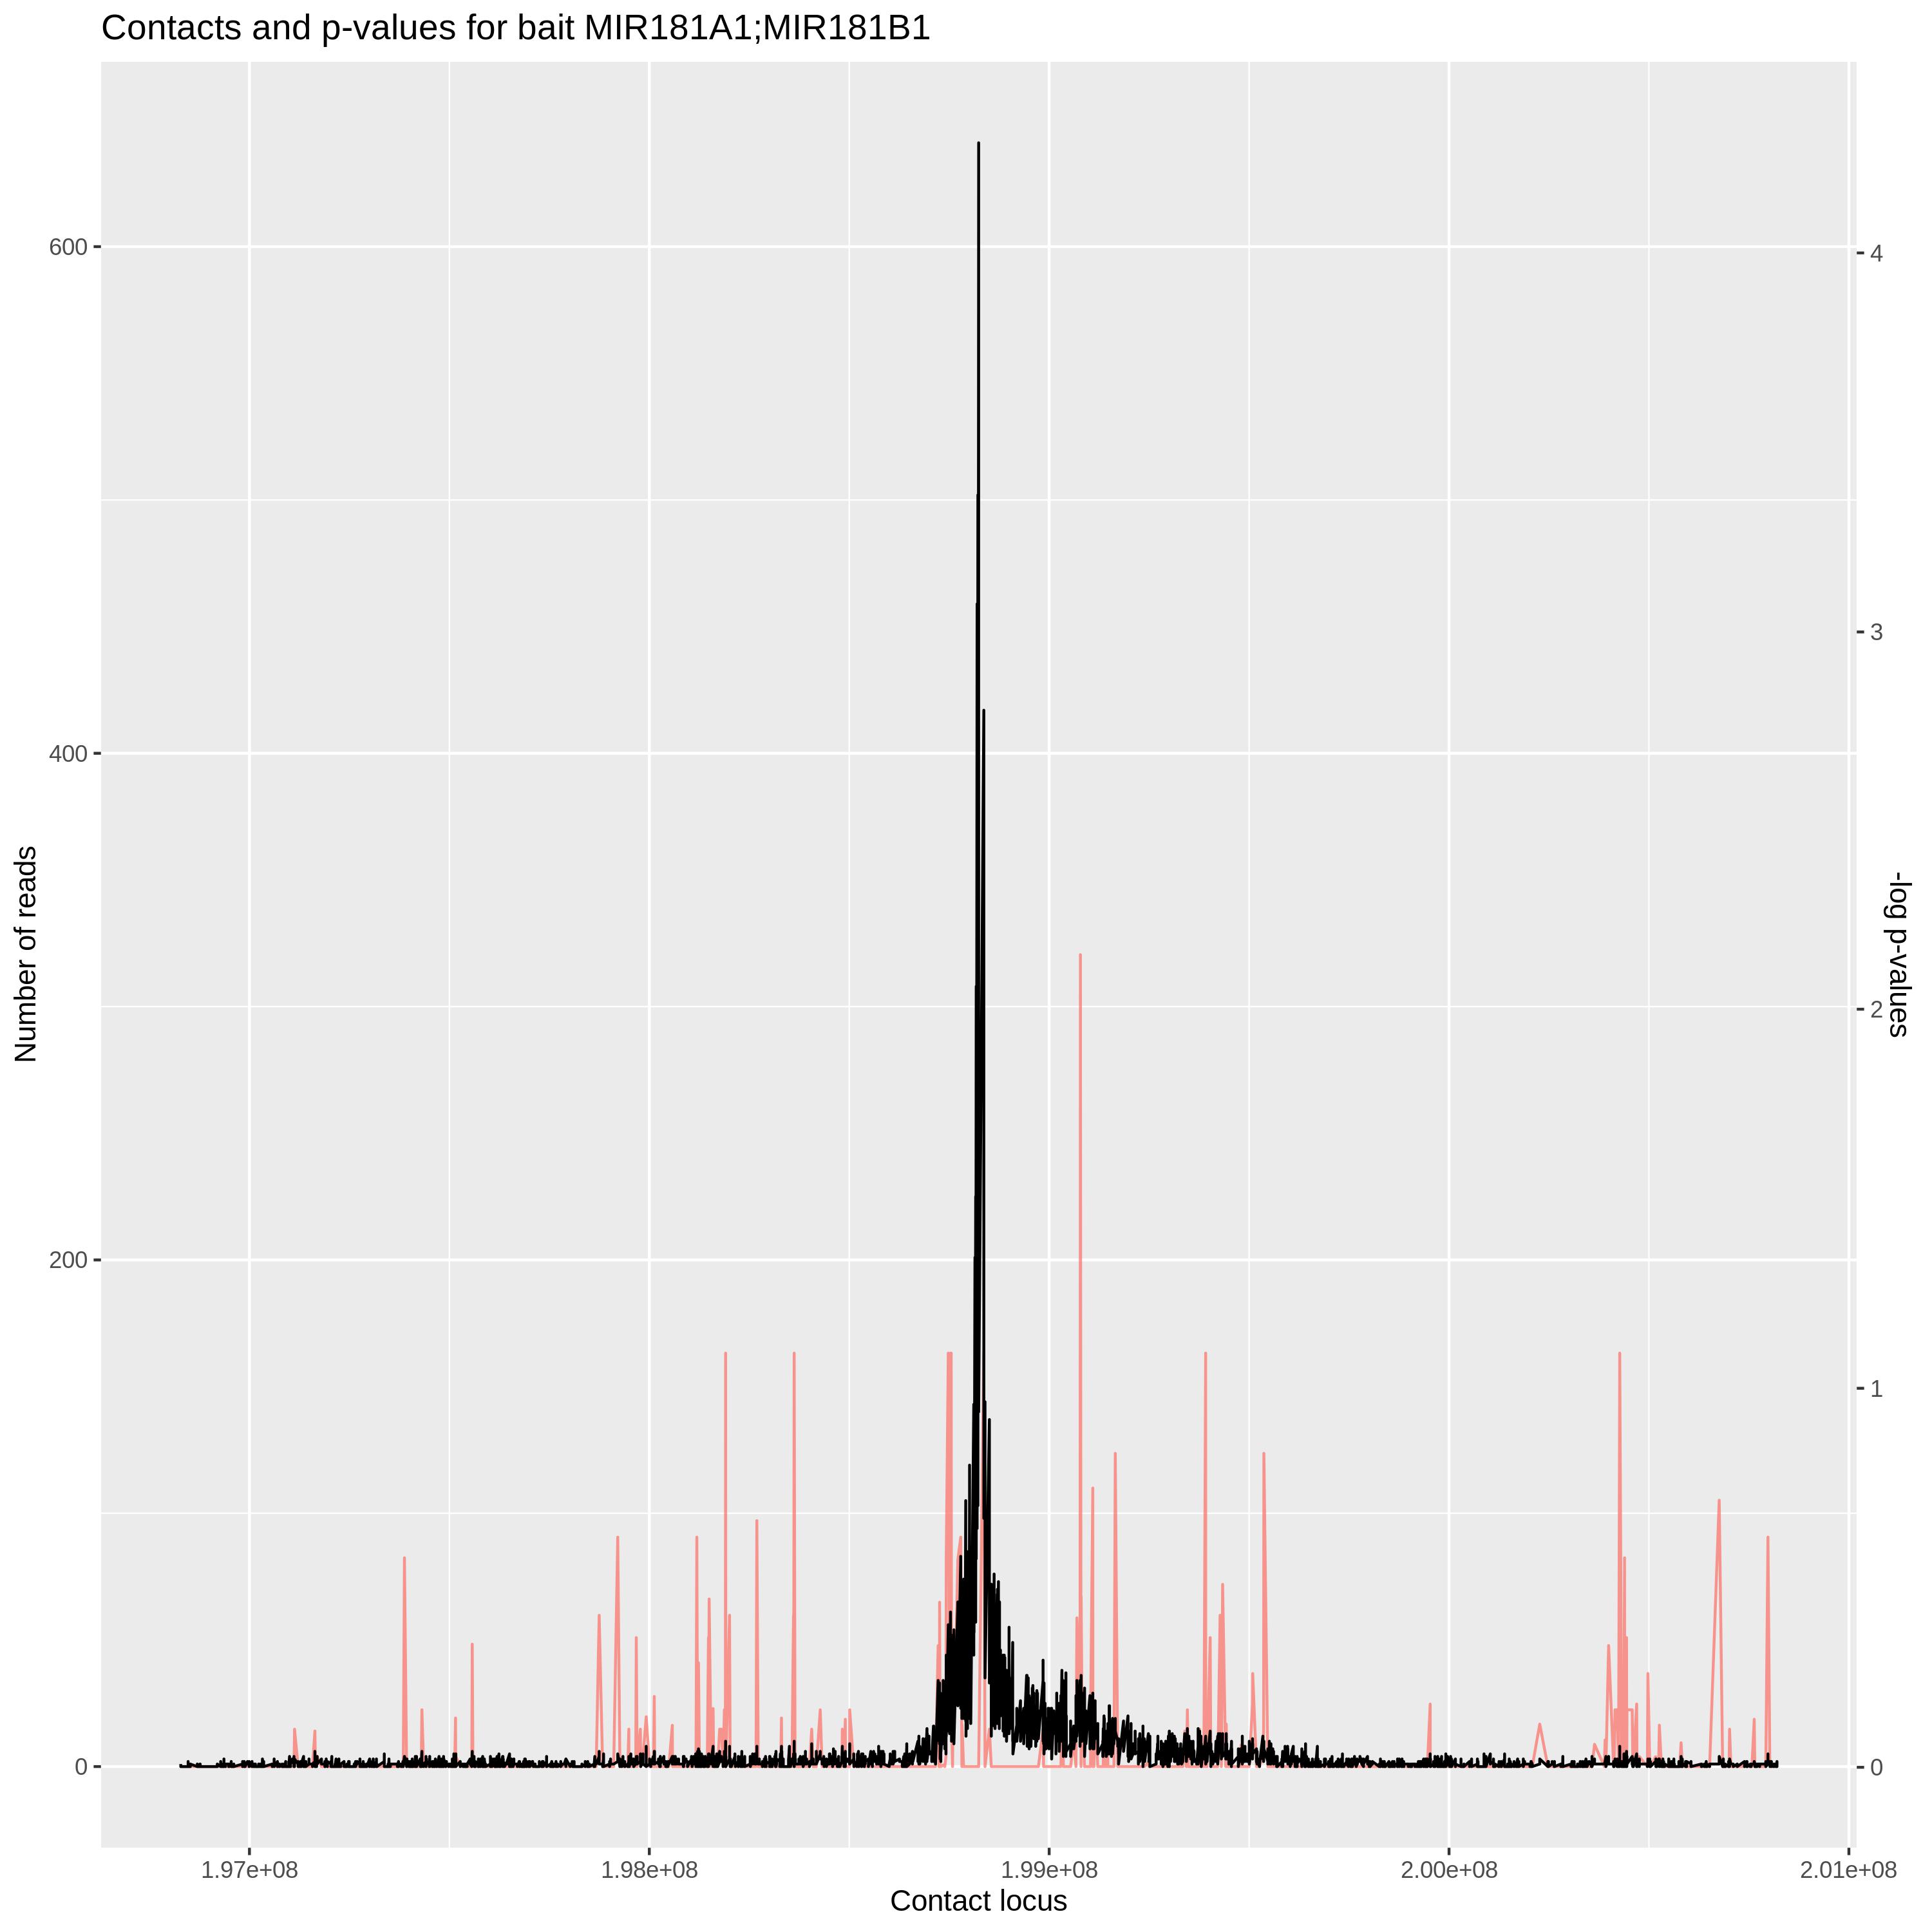 Contacts and p-values for bait MIR181A1;MIR181B1
600
400
200
0
Number of reads
4
3
2
1
0
-log p-values
1.97e+08 1.98e+08 1.99e+08 2.00e+08 2.01e+08
Contact locus